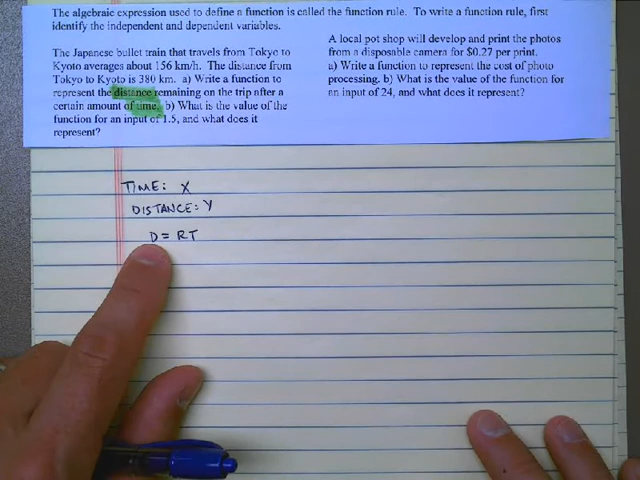 The algebraic expression used to define a function is called the function rule. To write a function rule, first
identify the independent and dependent variables.
The Japanese bullet train that travels from Tokyo to
Kyoto averages about 156 km/h. The distance from
Tokyo to Kyoto is 380 km. a) Write a function to
represent the distance remaining on the trip after a
certain amount of time. b) What is the value of the
function for an input of 1.5, and what does it
represent?
A local pot shop will develop and print the photos
from a disposable camera for $0.27 per print.
a) Write a function to represent the cost of photo
processing. b) What is the value of the function for
an input of 24, and what does it represent?
TIME: X
DISTANCE: Y
D = RT